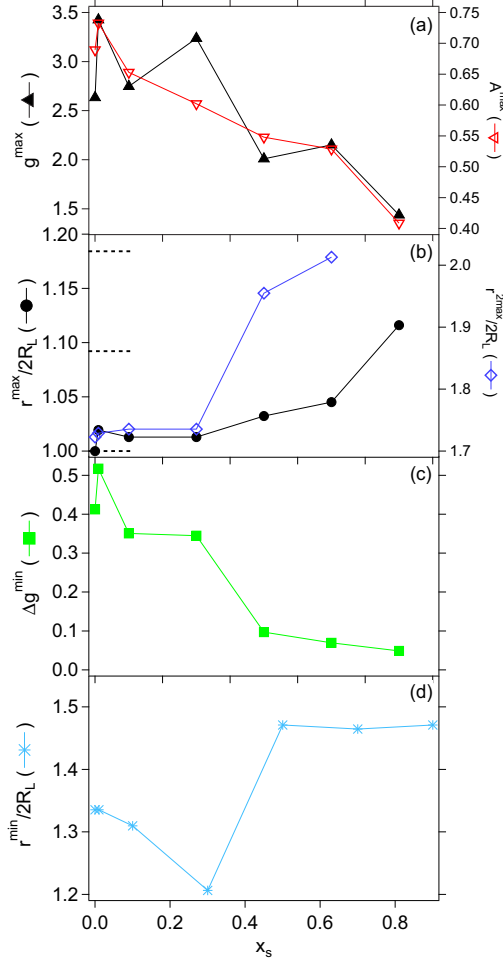 (a)
3.5
3.0
2.5
2.0
1.5
g^max ( )
0.75
0.70
0.65
0.60
0.55
0.50
0.45
0.40
A^max ( )
(b)
1.20
1.15
1.10
1.05
1.00
r^max/2R_L ( )
2.0
1.9
1.8
1.7
r^2max/2R_L ( )
(c)
0.5
0.4
0.3
0.2
0.1
0.0
Δg^min ( )
(d)
1.5
1.4
1.3
1.2
r^min/2R_L ( )
0.0 0.2 0.4 0.6 0.8
x_s